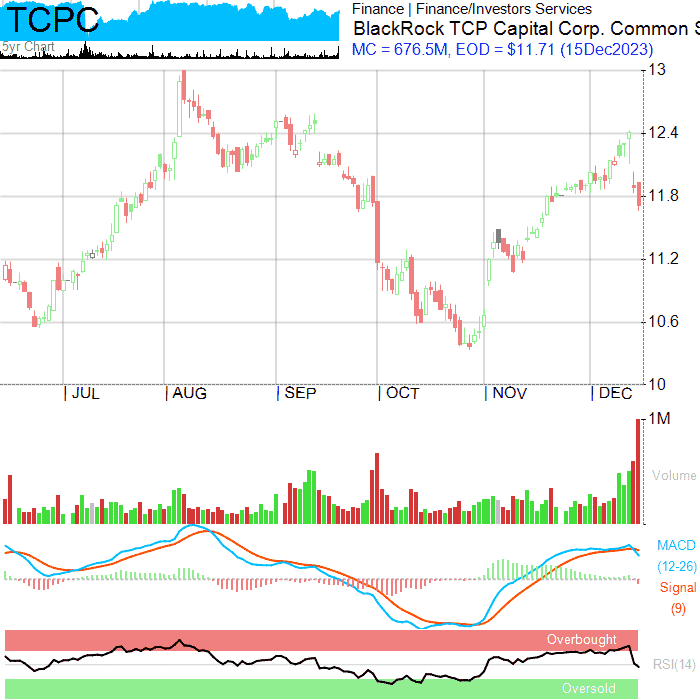 TCPC
5yr Chart
Finance | Finance/Investors Services
BlackRock TCP Capital Corp. Common S
MC = 676.5M, EOD = $11.71 (15Dec2023)
13
12.4
11.8
11.2
10.6
10
| JUL | AUG | SEP | OCT | NOV | DEC
1M
Volume
MACD
(12-26)
Signal
(9)
Overbought
RSI(14)
Oversold